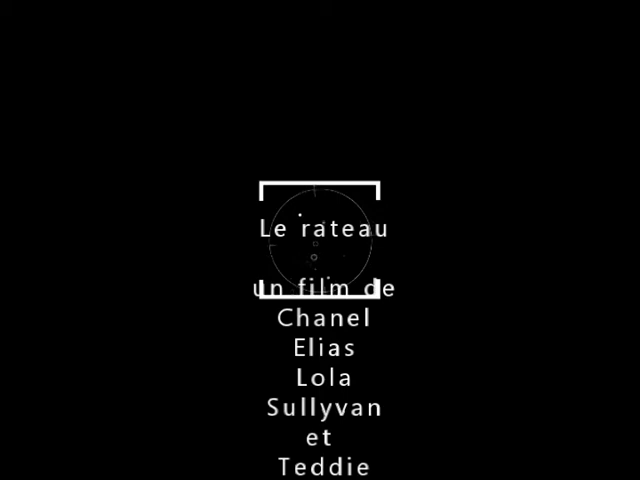 Le rateau
un film de
Chanel
Elias
Lola
Sullyvan
et
Teddie